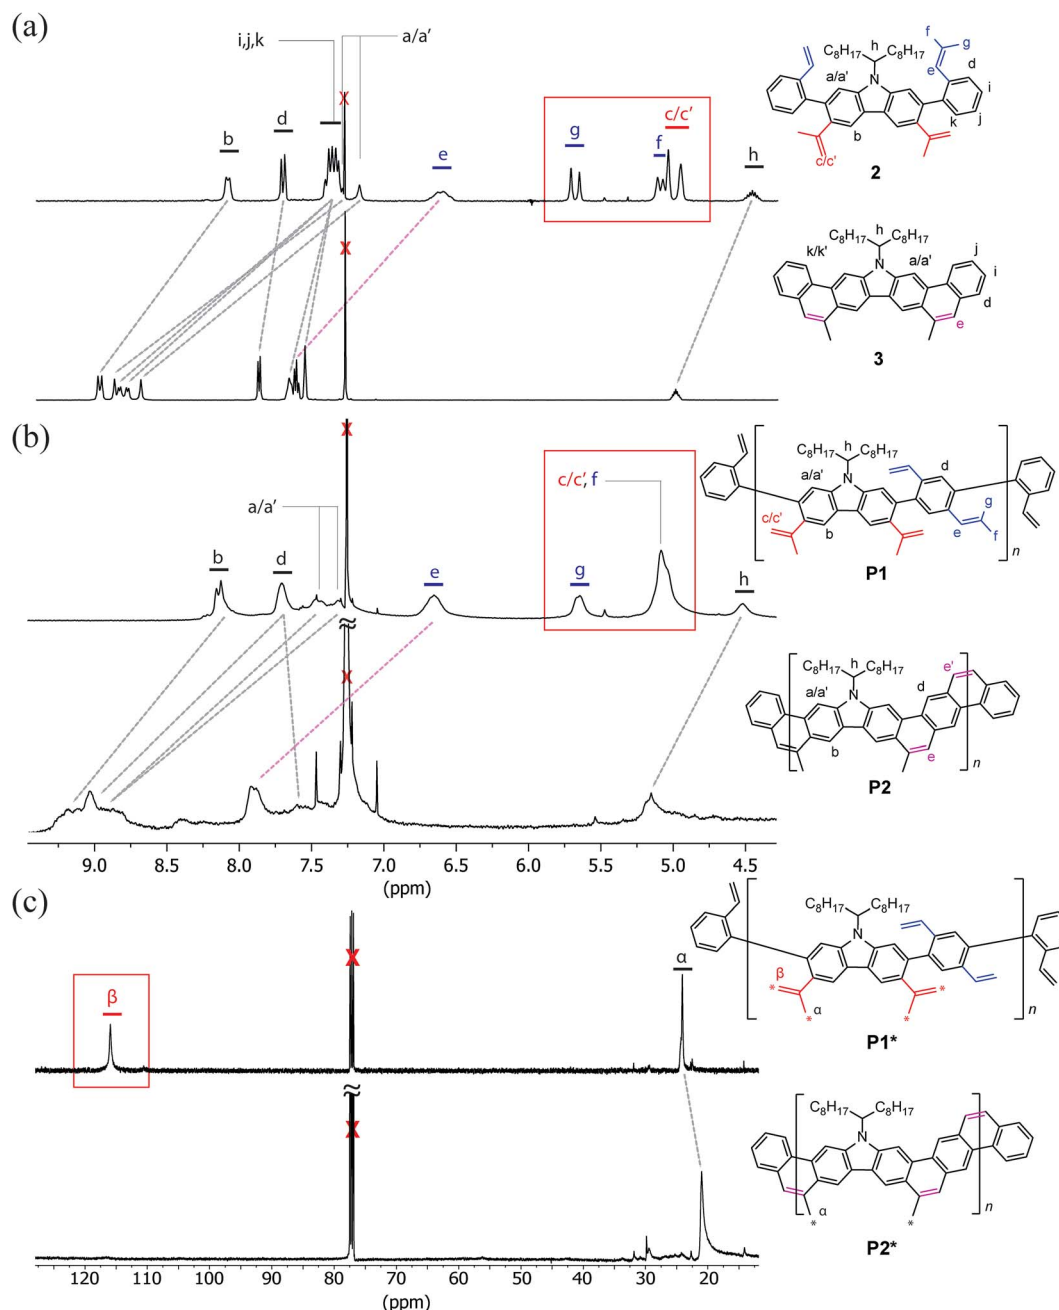 (a)
i,j,k
a/a'
b
d
e
g
f
c/c'
h
X
X
C8H17 h C8H17
f
g
e
d
i
a/a'
N
k
j
b
c/c'
2
C8H17 h C8H17
k/k'
a/a'
j
N
i
d
e
3
(b)
X
a/a'
c/c', f
b
d
e
g
h
≈
X
C8H17 h C8H17
a/a'
N
d
g
c/c'
b
e
f
n
P1
C8H17 h C8H17
e'
a/a'
d
N
b
e
n
P2
9.0 8.5 8.0 7.5 7.0 6.5 6.0 5.5 5.0 4.5
(ppm)
(c)
X
α
β
≈
X
C8H17 C8H17
N
β
* *
* α *
n
P1*
C8H17 C8H17
N
α
* *
n
P2*
120 110 100 90 80 70 60 50 40 30 20
(ppm)